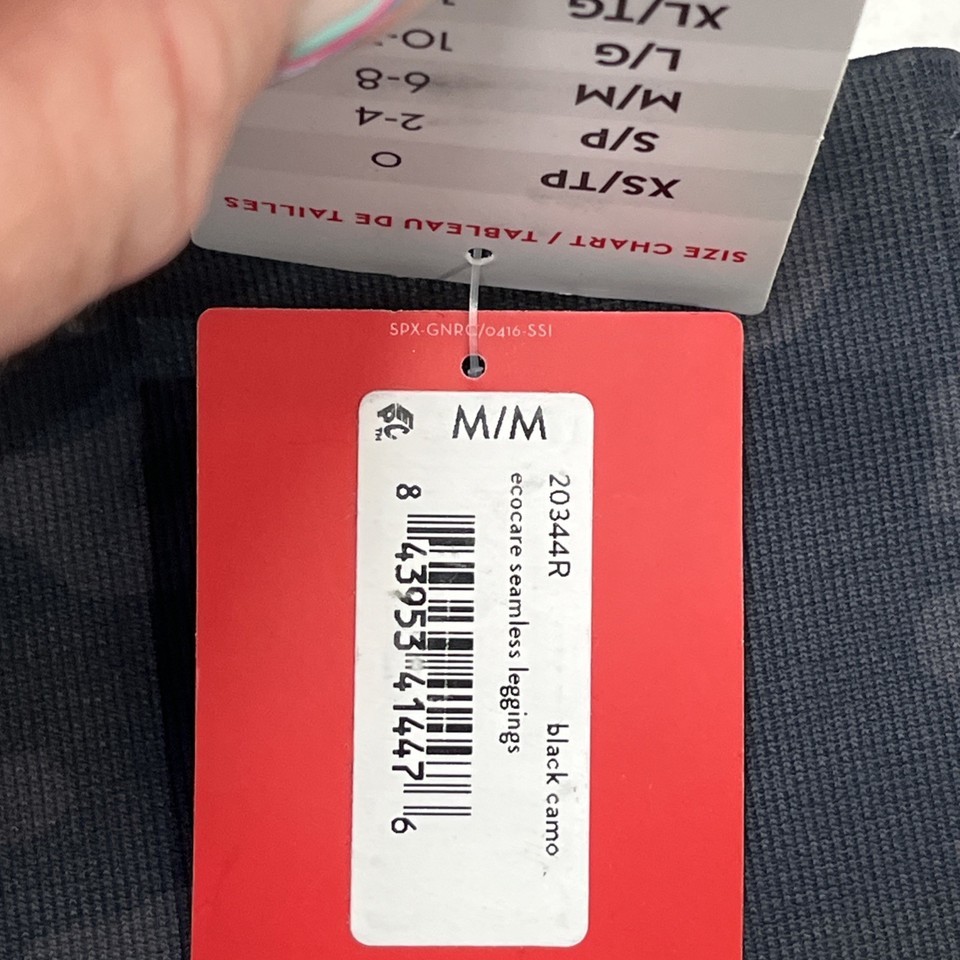 XL/TG
L/G 10-
M/M 6-8
S/P 2-4
XS/TP 0
SIZE CHART / TABLEAU DE TAILLES
SPX-GNRC/0416-SSI
M/M
20344R black camo
ecocare seamless leggings
8 43953 41447 6